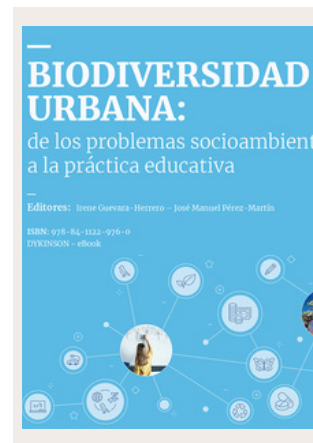 BIODIVERSIDAD
URBANA:
de los problemas socioambient
a la práctica educativa
Editores: Irene Guevara-Herrero – José Manuel Pérez-Martín
ISBN: 978-84-1122-976-0
DYKINSON - eBook